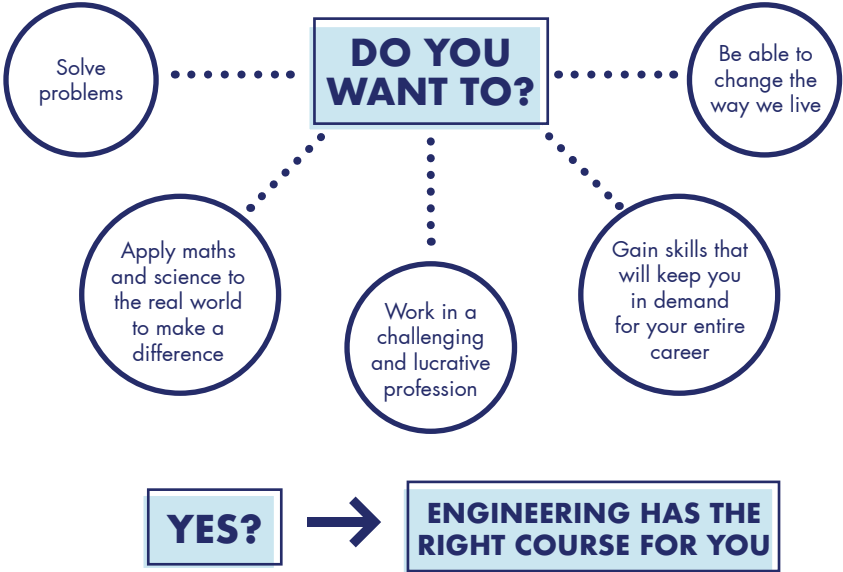 DO YOU
WANT TO?
Solve
problems
Apply maths
and science to
the real world
to make a
difference
Work in a
challenging
and lucrative
profession
Gain skills that
will keep you
in demand
for your entire
career
Be able to
change the
way we live
YES?
ENGINEERING HAS THE
RIGHT COURSE FOR YOU